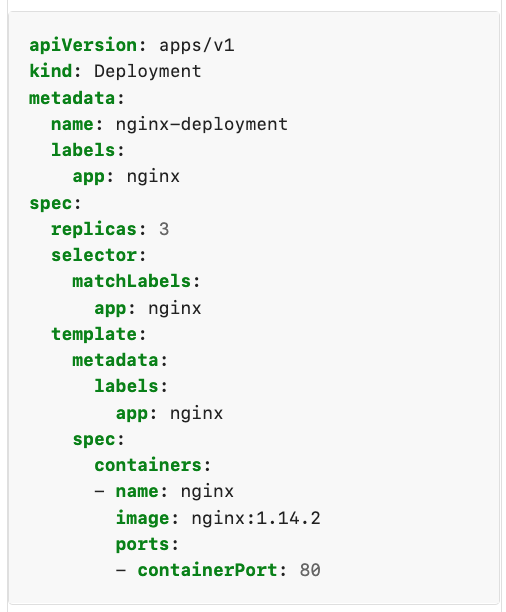 apiVersion: apps/v1
kind: Deployment
metadata:
  name: nginx-deployment
  labels:
    app: nginx
spec:
  replicas: 3
  selector:
    matchLabels:
      app: nginx
  template:
    metadata:
      labels:
        app: nginx
    spec:
      containers:
      - name: nginx
        image: nginx:1.14.2
        ports:
        - containerPort: 80